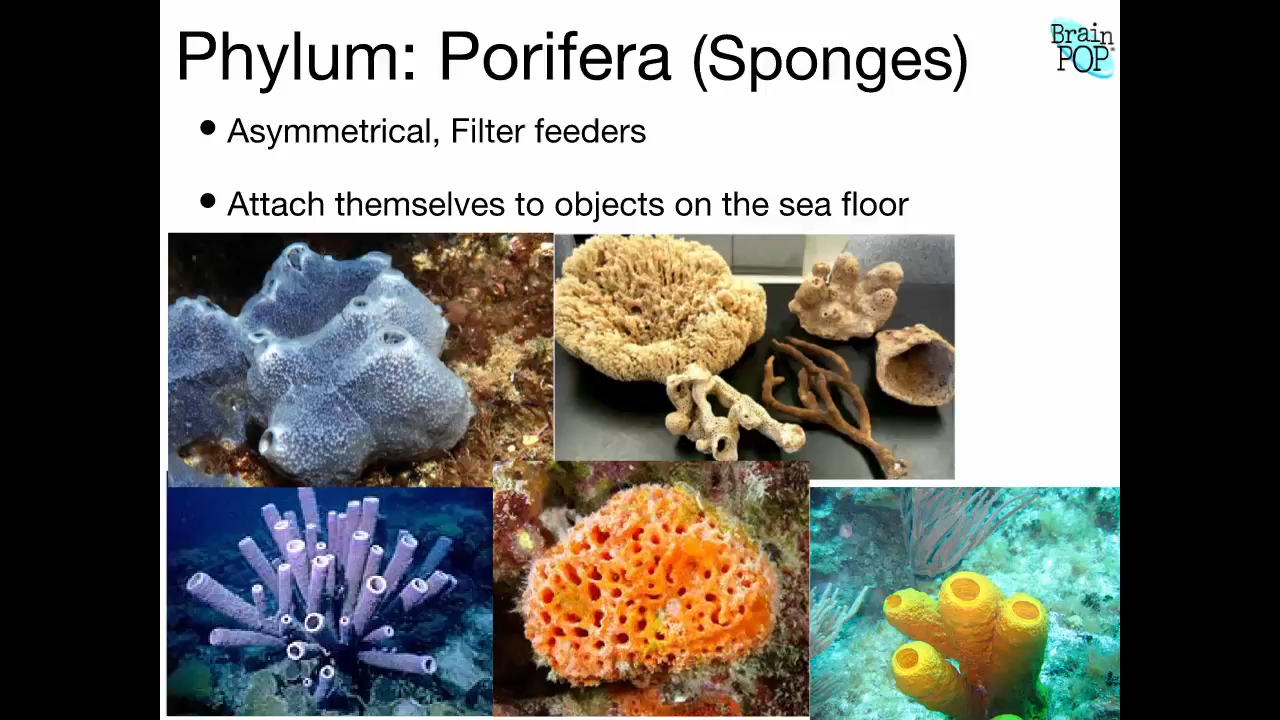 Phylum: Porifera (Sponges)
Brain
POP®
• Asymmetrical, Filter feeders
• Attach themselves to objects on the sea floor